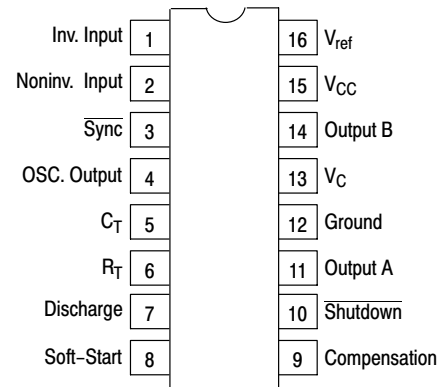 Inv. Input 1 16 Vref
Noninv. Input 2 15 VCC
Sync 3 14 Output B
OSC. Output 4 13 VC
CT 5 12 Ground
RT 6 11 Output A
Discharge 7 10 Shutdown
Soft−Start 8 9 Compensation